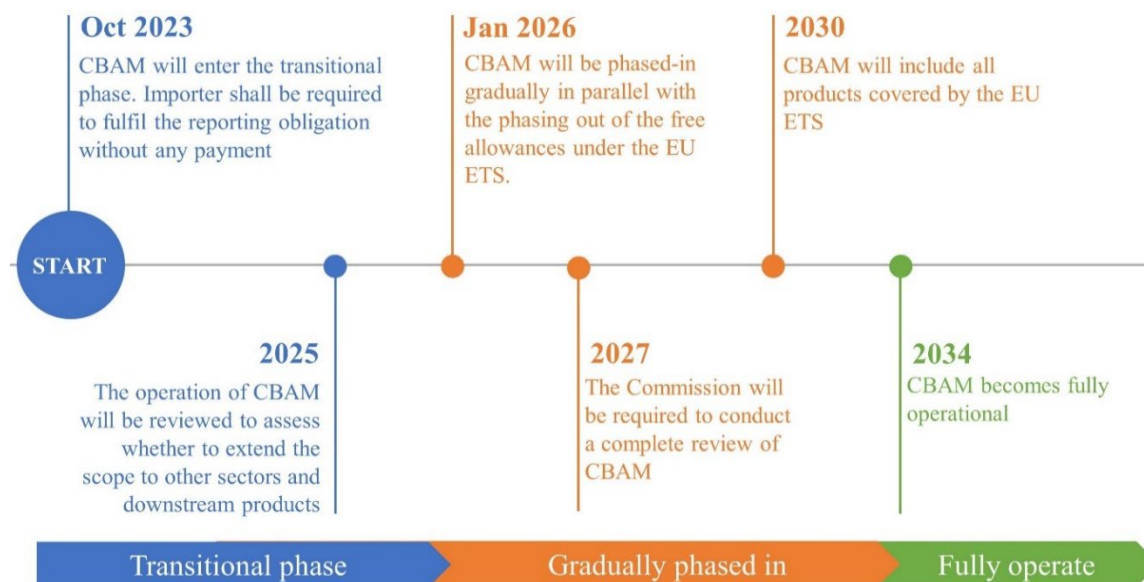 Oct 2023
CBAM will enter the transitional
phase. Importer shall be required
to fulfil the reporting obligation
without any payment
Jan 2026
CBAM will be phased-in
gradually in parallel with
the phasing out of the free
allowances under the EU
ETS.
2030
CBAM will include all
products covered by the EU
ETS
START
2025
The operation of CBAM
will be reviewed to assess
whether to extend the
scope to other sectors and
downstream products
2027
The Commission will
be required to conduct
a complete review of
CBAM
2034
CBAM becomes fully
operational
Transitional phase
Gradually phased in
Fully operate